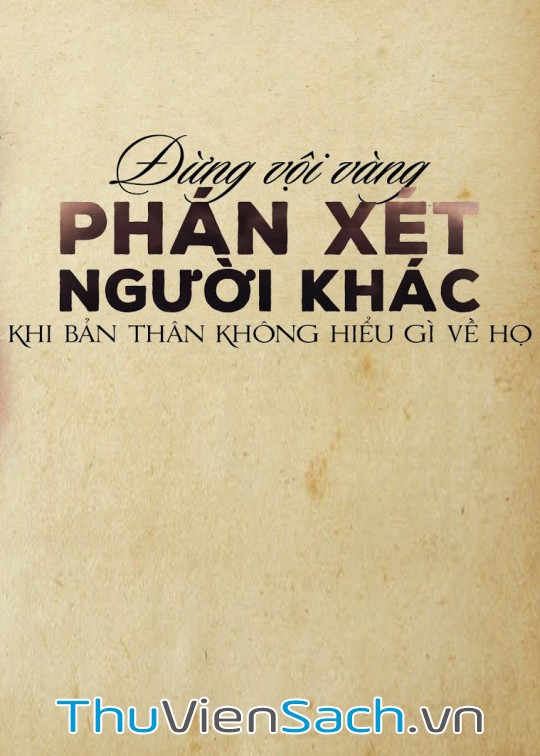 Đừng vội vàng
PHÁN XÉT
NGƯỜI KHÁC
KHI BẢN THÂN KHÔNG HIỂU GÌ VỀ HỌ
ThuVienSach.vn